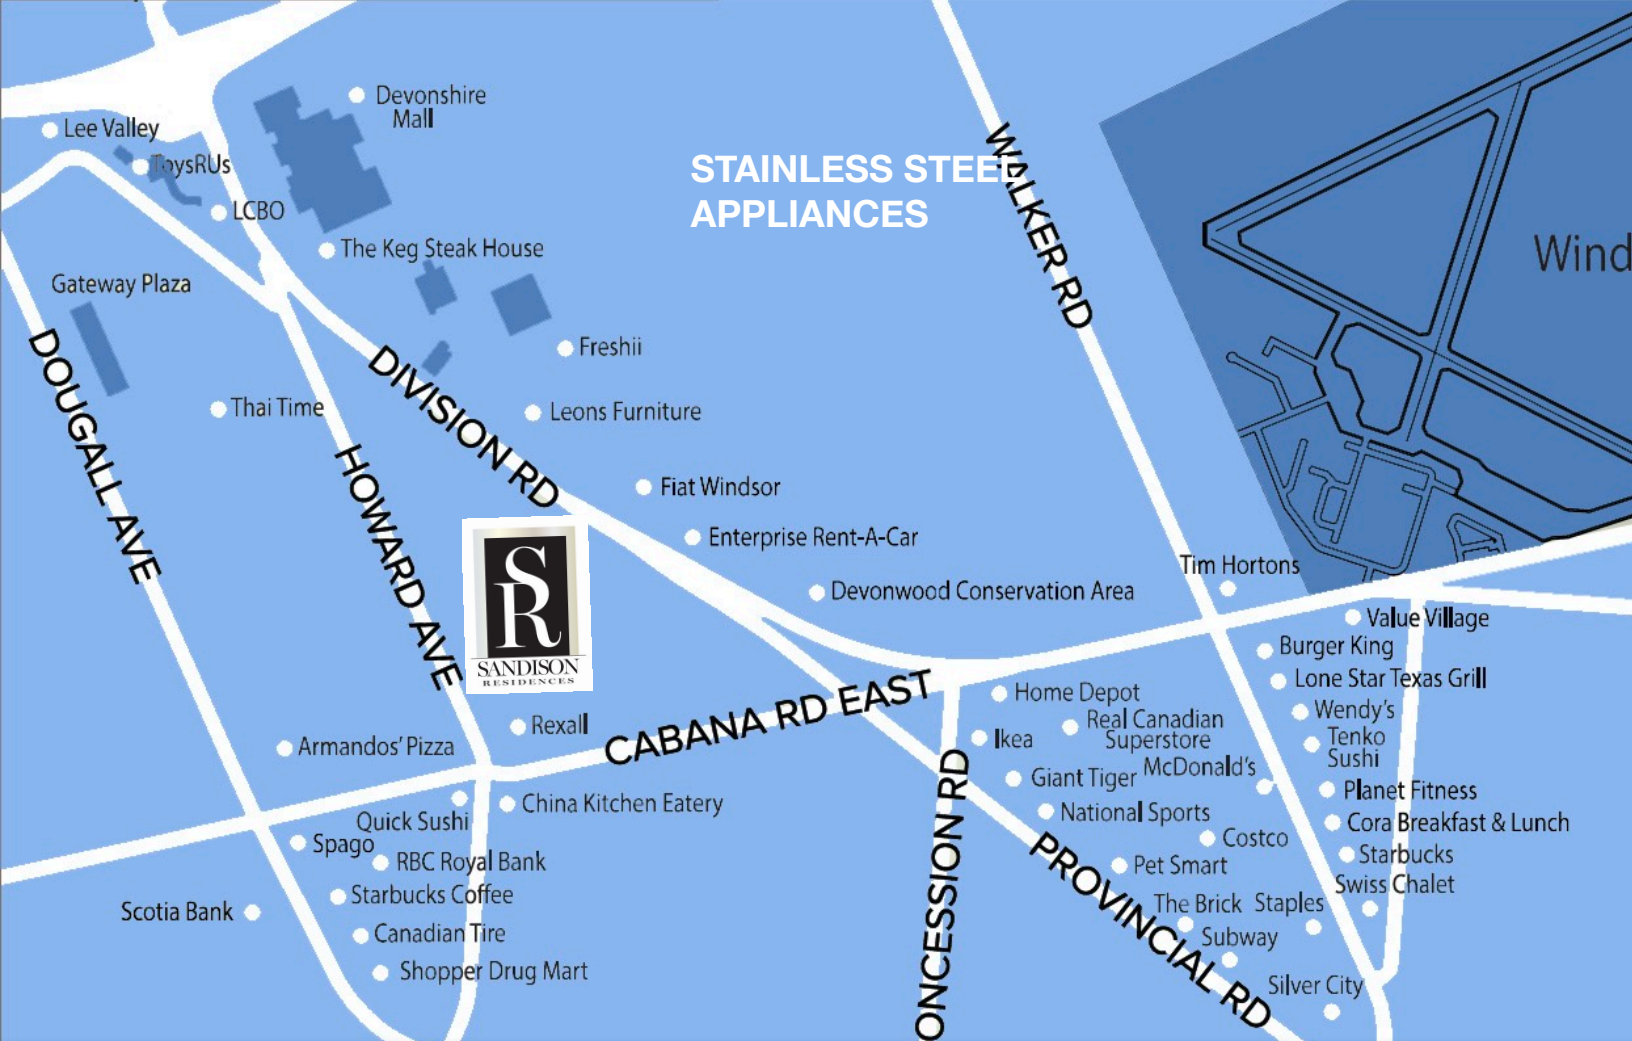 Devonshire
Mall
Lee Valley
ToysRUs
LCBO
The Keg Steak House
Gateway Plaza
STAINLESS STEEL
APPLIANCES
WALKER RD
Wind
Freshii
DOUGALL AVE
DIVISION RD
Thai Time
Leons Furniture
HOWARD AVE
Fiat Windsor
Enterprise Rent-A-Car
SR
SANDISON
RESIDENCES
Devonwood Conservation Area
Tim Hortons
Value Village
Burger King
Lone Star Texas Grill
Wendy's
Tenko
Sushi
Planet Fitness
Cora Breakfast & Lunch
Starbucks
Swiss Chalet
Home Depot
Real Canadian
Superstore
Ikea
Giant Tiger
McDonald's
National Sports
Costco
Pet Smart
The Brick
Staples
Subway
Silver City
CABANA RD EAST
ONCESSION RD
PROVINCIAL RD
Rexall
Armandos' Pizza
China Kitchen Eatery
Quick Sushi
Spago
RBC Royal Bank
Starbucks Coffee
Scotia Bank
Canadian Tire
Shopper Drug Mart